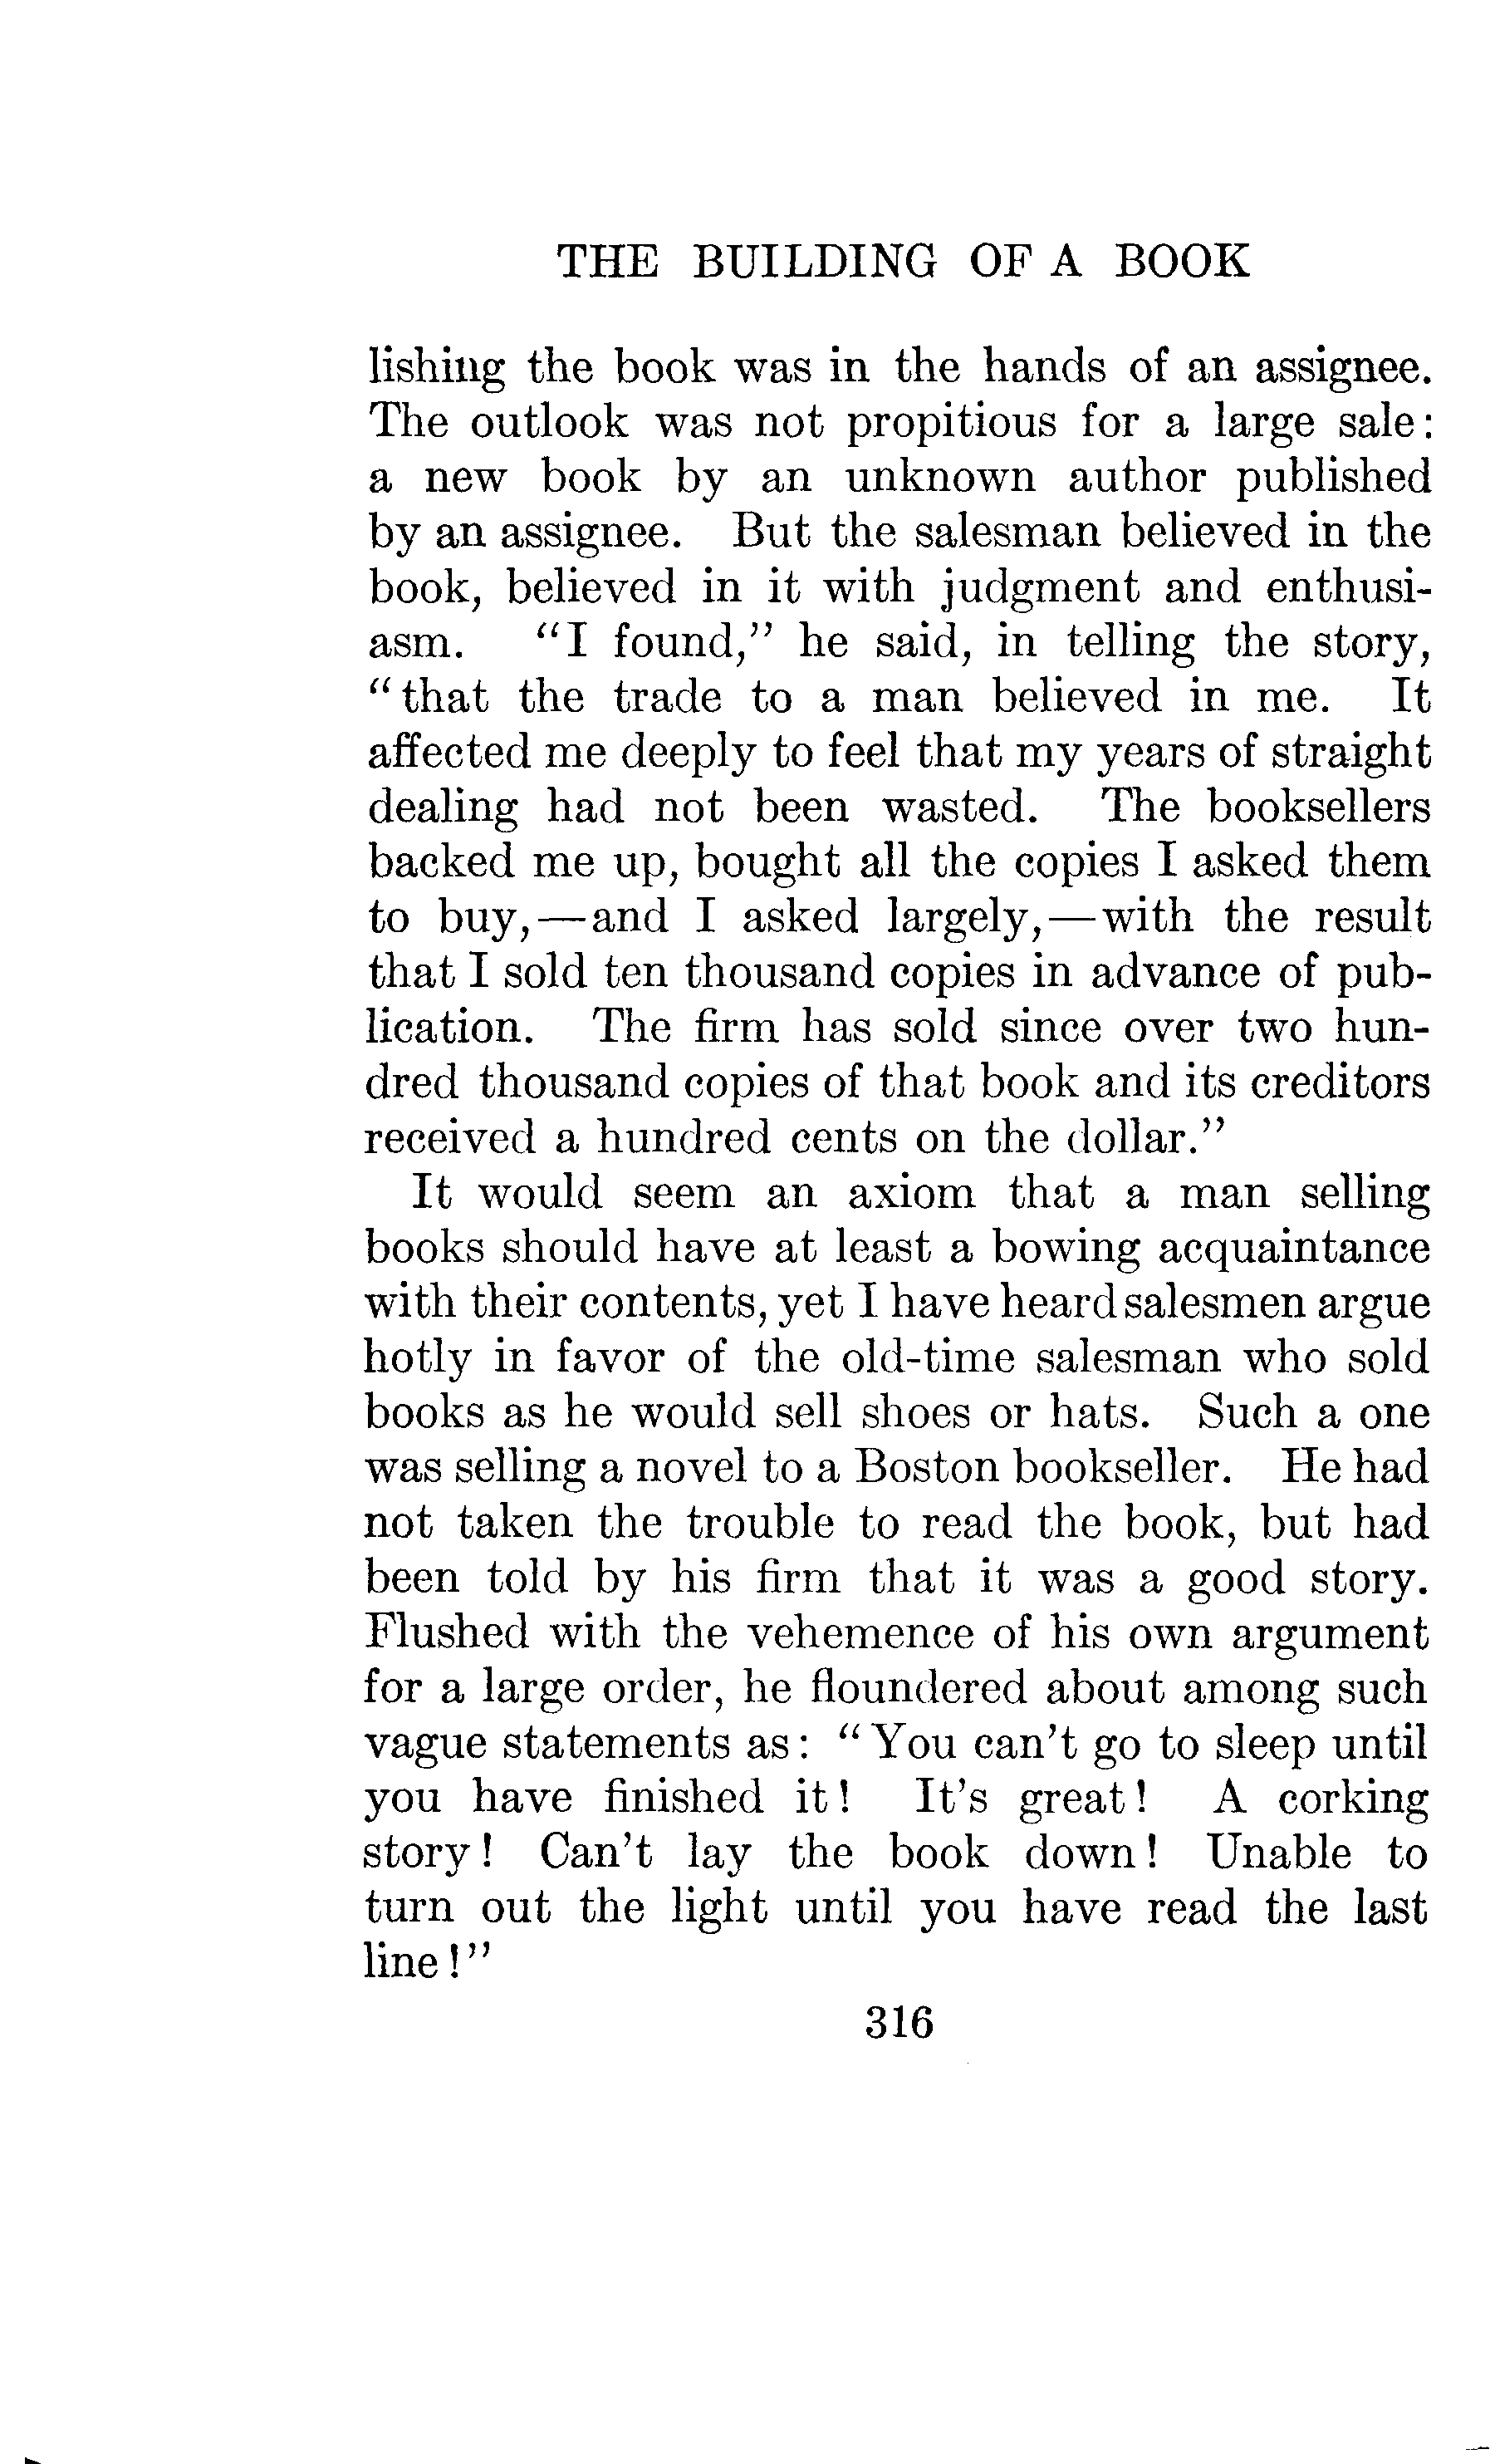 THE BUILDING OF A BOOK
lishing the book was in the hands of an assignee.
The outlook was not propitious for a large sale:
a new book by an unknown author published
by an assignee. But the salesman believed in the
book, believed in it with judgment and enthusi-
asm. "I found," he said, in telling the story,
"that the trade to a man believed in me. It
affected me deeply to feel that my years of straight
dealing had not been wasted. The booksellers
backed me up, bought all the copies I asked them
to buy,—and I asked largely,—with the result
that I sold ten thousand copies in advance of pub-
lication. The firm has sold since over two hun-
dred thousand copies of that book and its creditors
received a hundred cents on the dollar."
It would seem an axiom that a man selling
books should have at least a bowing acquaintance
with their contents, yet I have heard salesmen argue
hotly in favor of the old-time salesman who sold
books as he would sell shoes or hats. Such a one
was selling a novel to a Boston bookseller. He had
not taken the trouble to read the book, but had
been told by his firm that it was a good story.
Flushed with the vehemence of his own argument
for a large order, he floundered about among such
vague statements as: "You can't go to sleep until
you have finished it! It's great! A corking
story! Can't lay the book down! Unable to
turn out the light until you have read the last
line!"
316